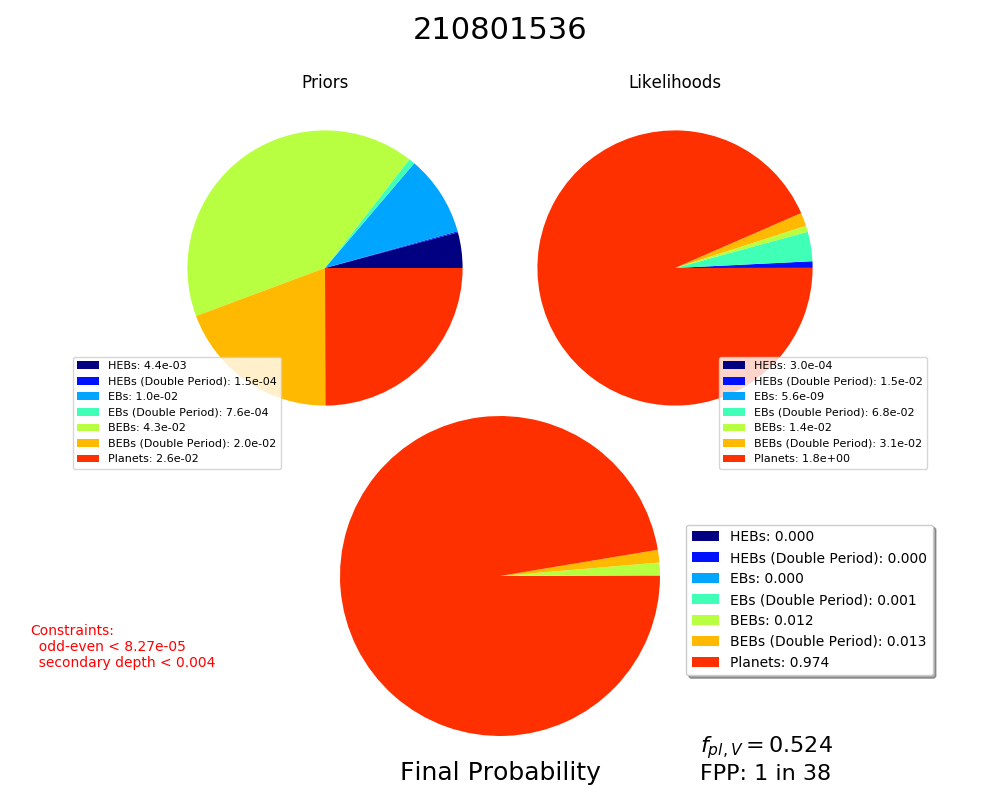 210801536
Priors
Likelihoods
HEBs: 4.4e-03
HEBs (Double Period): 1.5e-04
EBs: 1.0e-02
EBs (Double Period): 7.6e-04
BEBs: 4.3e-02
BEBs (Double Period): 2.0e-02
Planets: 2.6e-02
HEBs: 3.0e-04
HEBs (Double Period): 1.5e-02
EBs: 5.6e-09
EBs (Double Period): 6.8e-02
BEBs: 1.4e-02
BEBs (Double Period): 3.1e-02
Planets: 1.8e+00
HEBs: 0.000
HEBs (Double Period): 0.000
EBs: 0.000
EBs (Double Period): 0.001
BEBs: 0.012
BEBs (Double Period): 0.013
Planets: 0.974
Constraints:
odd-even < 8.27e-05
secondary depth < 0.004
Final Probability
f_{pl,V} = 0.524
FPP: 1 in 38